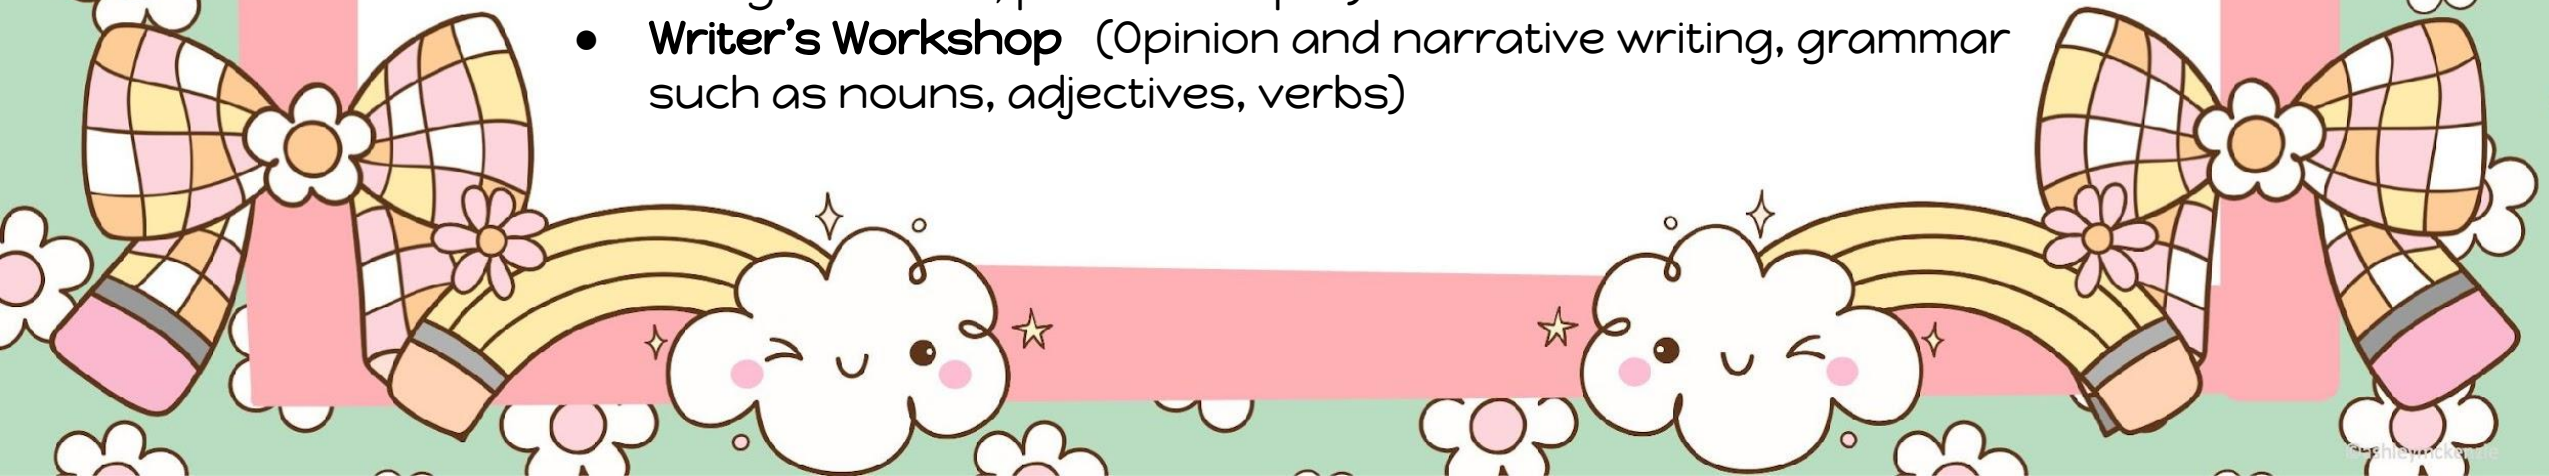 ● Writer's Workshop (Opinion and narrative writing, grammar
such as nouns, adjectives, verbs)